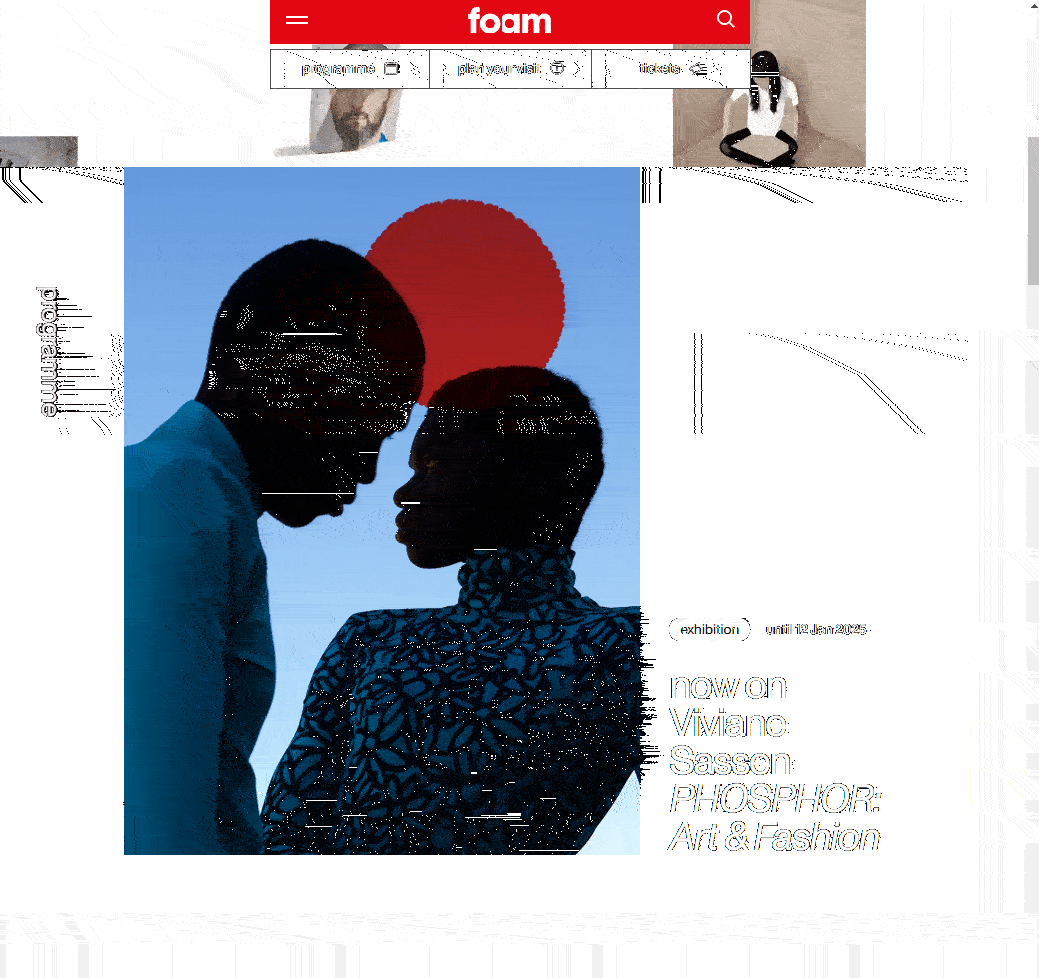 foam
programme
plan your visit
tickets
programme
exhibition
until 12 Jan 2025
now on
Viviane
Sassen
PHOSPHOR:
Art & Fashion